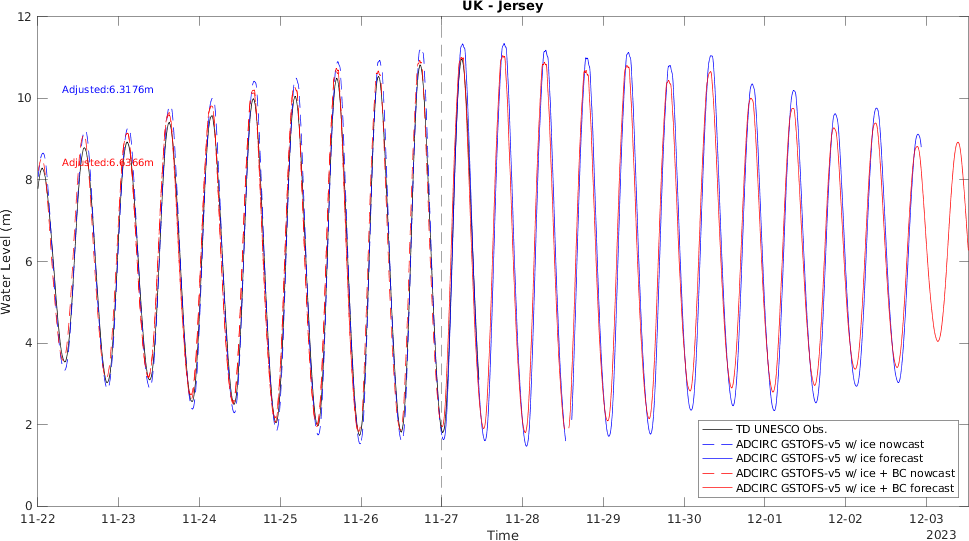 UK - Jersey
12
10
8
6
4
2
0
Water Level (m)
Adjusted:6.3176m
Adjusted:6.6366m
TD UNESCO Obs.
ADCIRC GSTOFS-v5 w/ ice nowcast
ADCIRC GSTOFS-v5 w/ ice forecast
ADCIRC GSTOFS-v5 w/ ice + BC nowcast
ADCIRC GSTOFS-v5 w/ ice + BC forecast
11-22 11-23 11-24 11-25 11-26 11-27 11-28 11-29 11-30 12-01 12-02 12-03
Time
2023